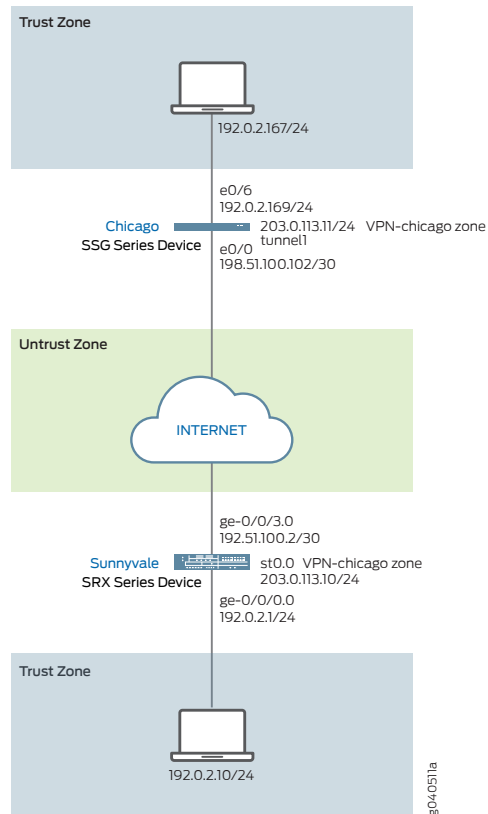 Trust Zone
192.0.2.167/24
e0/6
192.0.2.169/24
Chicago
SSG Series Device
203.0.113.11/24 VPN-chicago zone
tunnel1
e0/0
198.51.100.102/30
Untrust Zone
INTERNET
ge-0/0/3.0
192.51.100.2/30
Sunnyvale
SRX Series Device
st0.0 VPN-chicago zone
203.0.113.10/24
ge-0/0/0.0
192.0.2.1/24
Trust Zone
192.0.2.10/24
g040511a